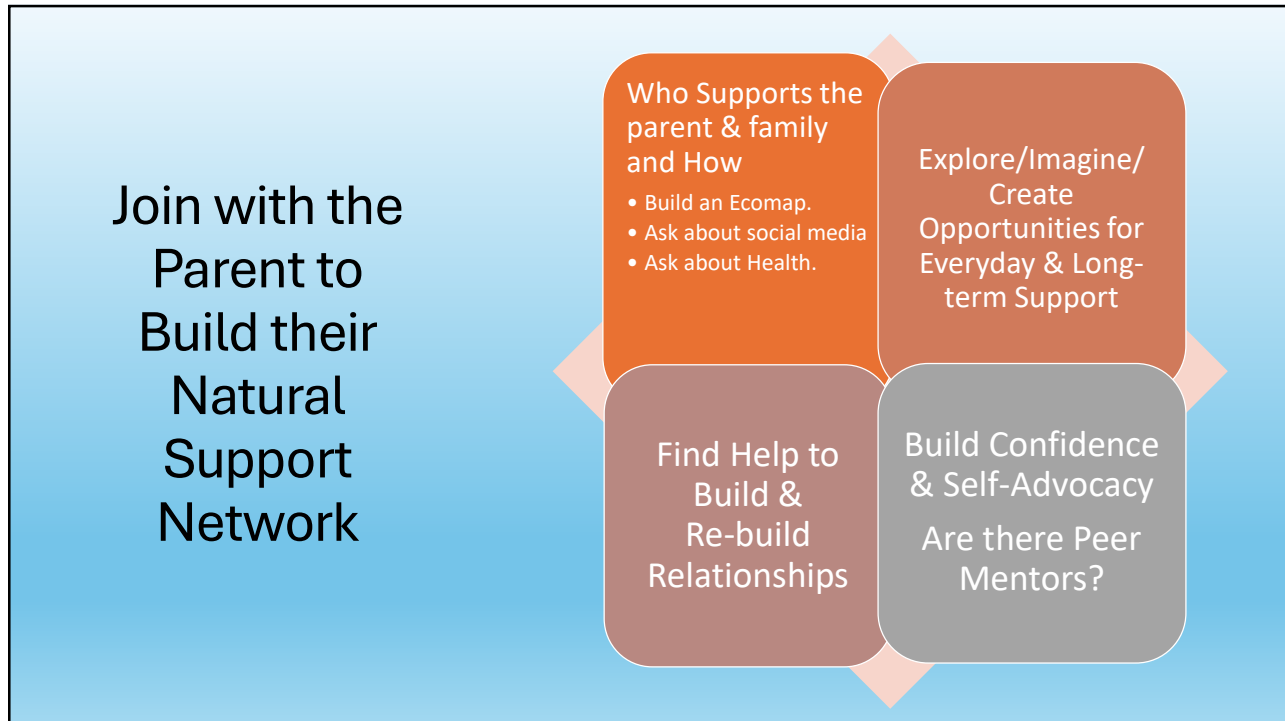 Join with the
Parent to
Build their
Natural
Support
Network
Who Supports the
parent & family
and How
• Build an Ecomap.
• Ask about social media
• Ask about Health.
Explore/Imagine/
Create
Opportunities for
Everyday & Long-
term Support
Find Help to
Build &
Re-build
Relationships
Build Confidence
& Self-Advocacy
Are there Peer
Mentors?